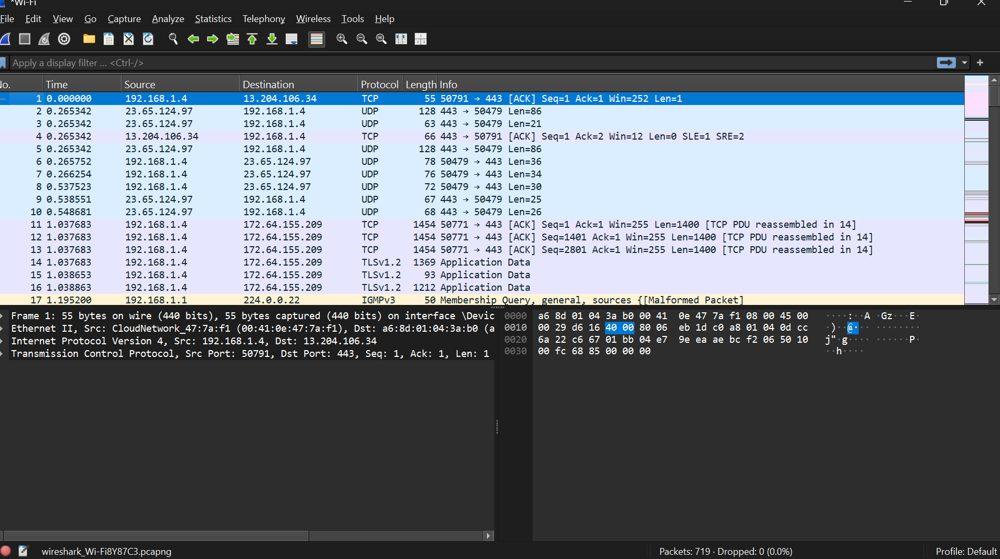 *Wi-Fi
File Edit View Go Capture Analyze Statistics Telephony Wireless Tools Help
Apply a display filter ... <Ctrl-/>
No. Time Source Destination Protocol Length Info
1 0.000000 192.168.1.4 13.204.106.34 TCP 55 50791 → 443 [ACK] Seq=1 Ack=1 Win=252 Len=1
2 0.265342 23.65.124.97 192.168.1.4 UDP 128 443 → 50479 Len=86
3 0.265342 23.65.124.97 192.168.1.4 UDP 63 443 → 50479 Len=21
4 0.265342 13.204.106.34 192.168.1.4 TCP 66 443 → 50791 [ACK] Seq=1 Ack=2 Win=12 Len=0 SLE=1 SRE=2
5 0.265342 23.65.124.97 192.168.1.4 UDP 128 443 → 50479 Len=86
6 0.265752 192.168.1.4 23.65.124.97 UDP 78 50479 → 443 Len=36
7 0.266254 192.168.1.4 23.65.124.97 UDP 76 50479 → 443 Len=34
8 0.537523 192.168.1.4 23.65.124.97 UDP 72 50479 → 443 Len=30
9 0.538551 23.65.124.97 192.168.1.4 UDP 67 443 → 50479 Len=25
10 0.548681 23.65.124.97 192.168.1.4 UDP 68 443 → 50479 Len=26
11 1.037683 192.168.1.4 172.64.155.209 TCP 1454 50771 → 443 [ACK] Seq=1 Ack=1 Win=255 Len=1400 [TCP PDU reassembled in 14]
12 1.037683 192.168.1.4 172.64.155.209 TCP 1454 50771 → 443 [ACK] Seq=1401 Ack=1 Win=255 Len=1400 [TCP PDU reassembled in 14]
13 1.037683 192.168.1.4 172.64.155.209 TCP 1454 50771 → 443 [ACK] Seq=2801 Ack=1 Win=255 Len=1400 [TCP PDU reassembled in 14]
14 1.037683 192.168.1.4 172.64.155.209 TLSv1.2 1369 Application Data
15 1.038653 192.168.1.4 172.64.155.209 TLSv1.2 93 Application Data
16 1.038863 192.168.1.4 172.64.155.209 TLSv1.2 1212 Application Data
17 1.195200 192.168.1.1 224.0.0.22 IGMPv3 50 Membership Query, general, sources {[Malformed Packet]
Frame 1: 55 bytes on wire (440 bits), 55 bytes captured (440 bits) on interface \Devic
Ethernet II, Src: CloudNetwork_47:7a:f1 (00:41:0e:47:7a:f1), Dst: a6:8d:01:04:3a:b0 (a
Internet Protocol Version 4, Src: 192.168.1.4, Dst: 13.204.106.34
Transmission Control Protocol, Src Port: 50791, Dst Port: 443, Seq: 1, Ack: 1, Len: 1
0000 a6 8d 01 04 3a b0 00 41 0e 47 7a f1 08 00 45 00 ····:··A ·Gz···E·
0010 00 29 d6 16 40 00 80 06 eb 1d c0 a8 01 04 0d cc ·)··@··· ········
0020 6a 22 c6 67 01 bb 04 e7 9e ea ae bc f2 06 50 10 j"·g···· ······P·
0030 00 fc 68 85 00 00 00 ··h····
wireshark_Wi-Fi8Y87C3.pcapng
Packets: 719 · Dropped: 0 (0.0%)
Profile: Default